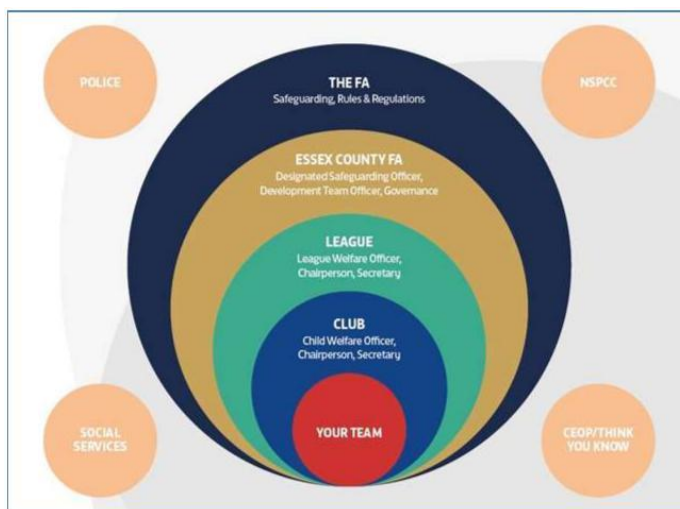 POLICE
NSPCC
THE FA
Safeguarding, Rules & Regulations
ESSEX COUNTY FA
Designated Safeguarding Officer,
Development Team Officer, Governance
LEAGUE
League Welfare Officer,
Chairperson, Secretary
CLUB
Child Welfare Officer,
Chairperson, Secretary
YOUR TEAM
SOCIAL
SERVICES
CEOP/THINK
YOU KNOW